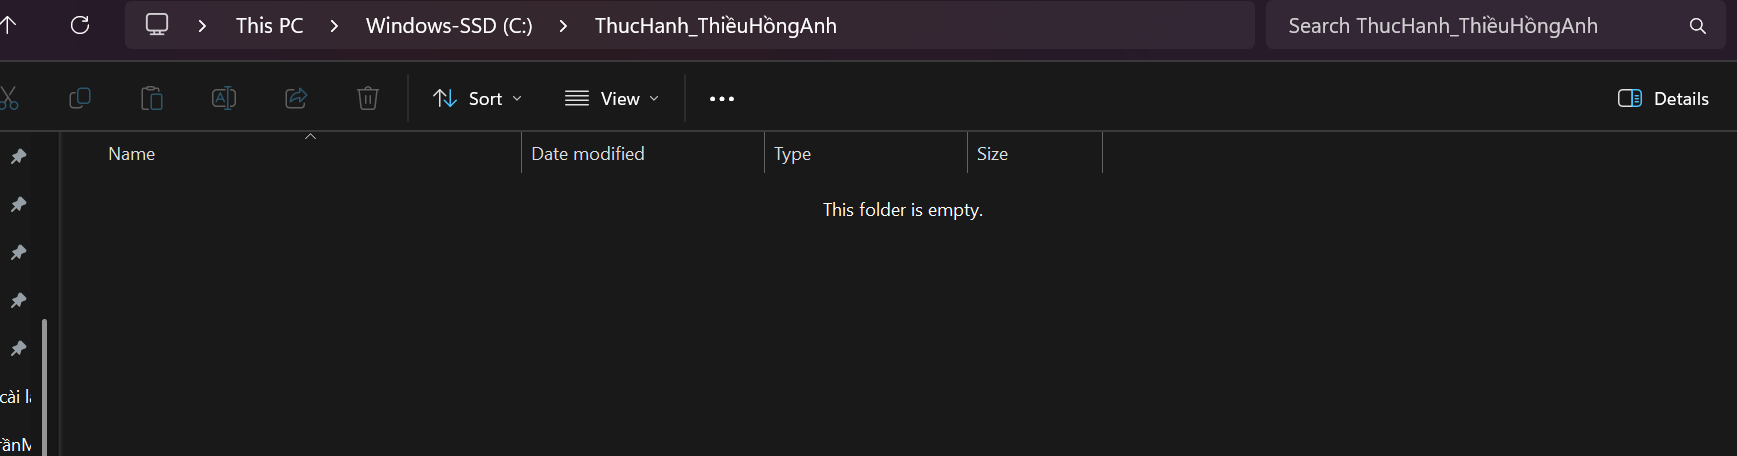 This PC > Windows-SSD (C:) > ThucHanh_ThiềuHồngAnh
Search ThucHanh_ThiềuHồngAnh
Sort
View
Details
Name
Date modified
Type
Size
This folder is empty.
cài